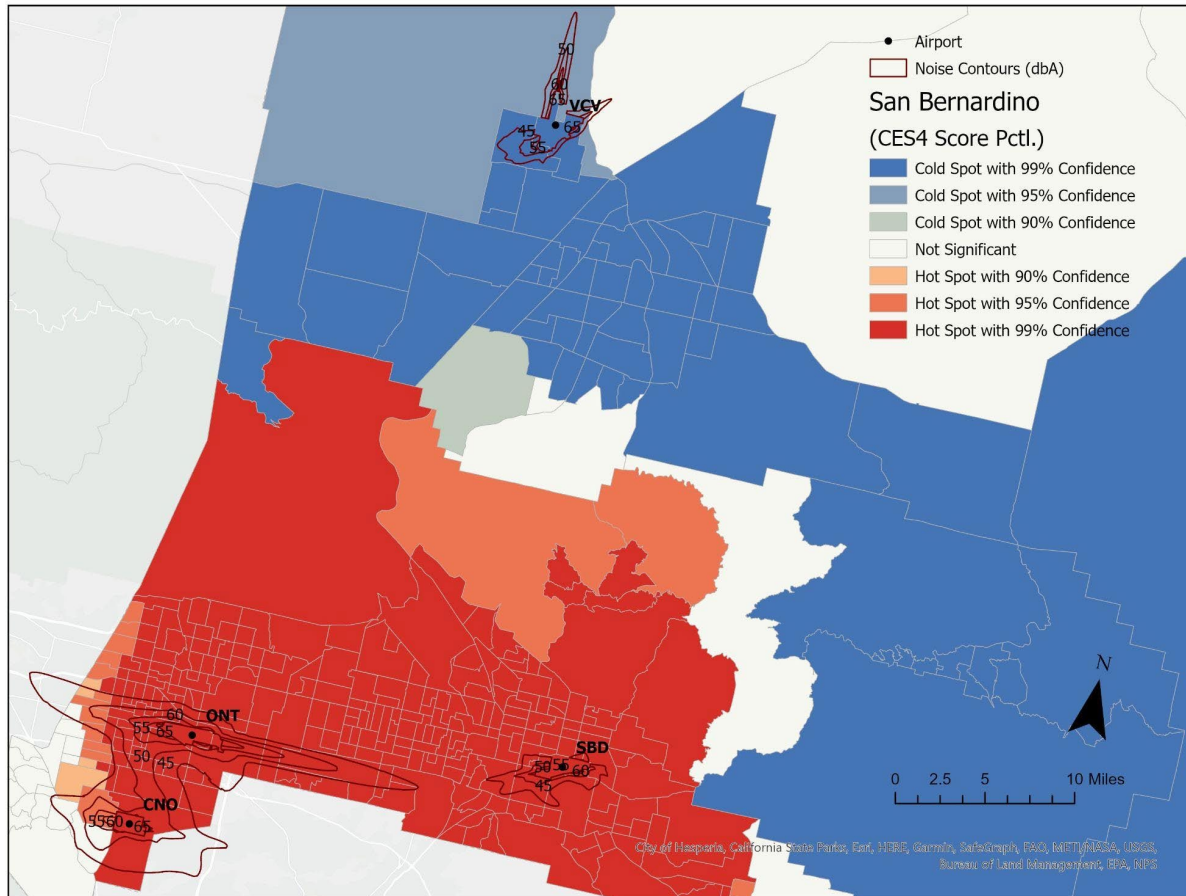 Airport
Noise Contours (dbA)
San Bernardino
(CES4 Score Pctl.)
Cold Spot with 99% Confidence
Cold Spot with 95% Confidence
Cold Spot with 90% Confidence
Not Significant
Hot Spot with 90% Confidence
Hot Spot with 95% Confidence
Hot Spot with 99% Confidence
50
60
65
VCV
45
65
55
60
ONT
55
65
50
45
SBD
50 55
60
45
CNO
55 60
65
N
0 2.5 5 10 Miles
City of Hesperia, California State Parks, Esri, HERE, Garmin, SafeGraph, FAO, METI/NASA, USGS,
Bureau of Land Management, EPA, NPS